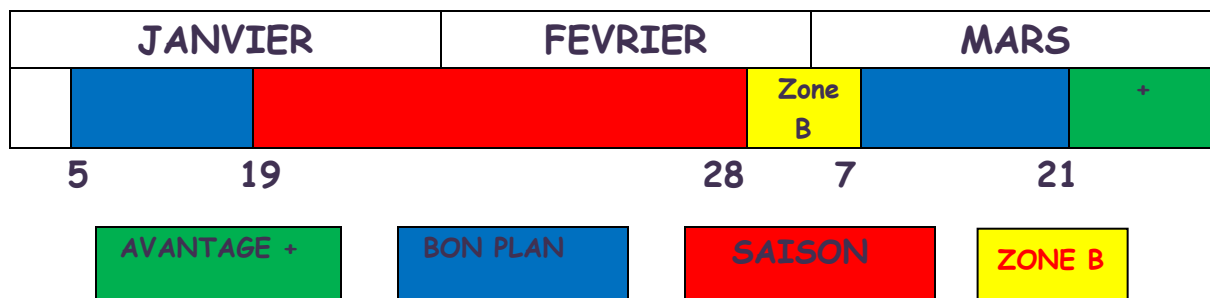 JANVIER FEVRIER MARS
Zone +
B
5 19 28 7 21
AVANTAGE + BON PLAN SAISON ZONE B